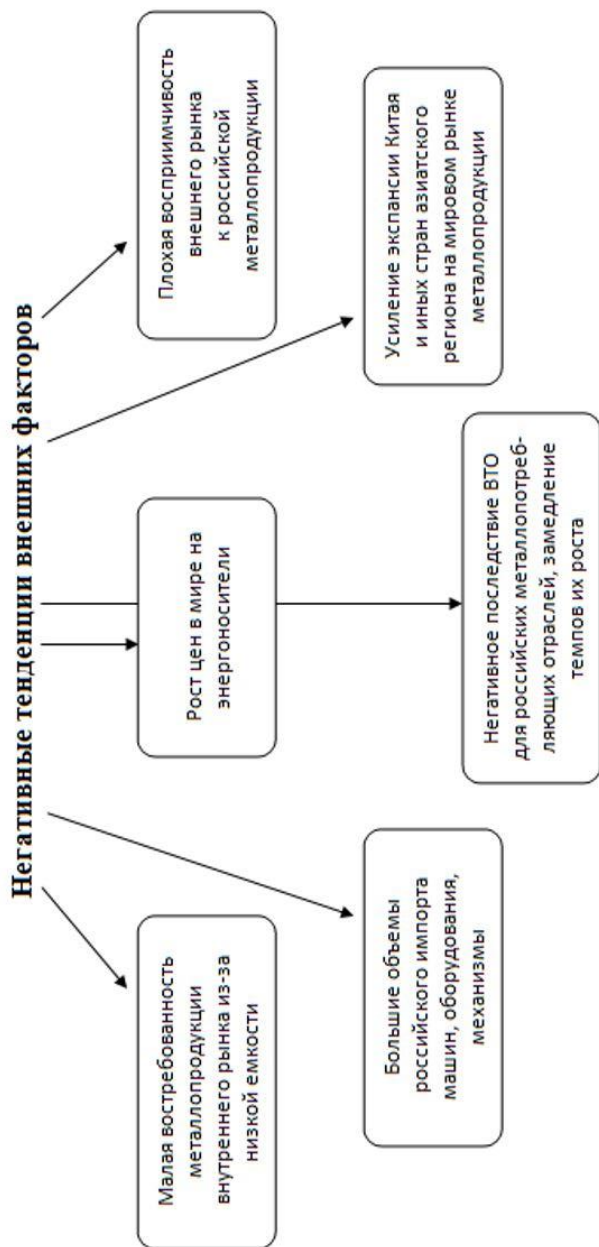 Негативные тенденции внешних факторов
Малая востребованность
металлопродукции
внутреннего рынка из-за
низкой емкости
Рост цен в мире на
энергоносители
Плохая восприимчивость
внешнего рынка
к российской
металлопродукции
Большие объемы
российского импорта
машин, оборудования,
механизмы
Усиление экспансии Китая
и иных стран азиатского
региона на мировом рынке
металлопродукции
Негативное последствие ВТО
для российских металлопотреб-
ляющих отраслей, замедление
темпов их роста